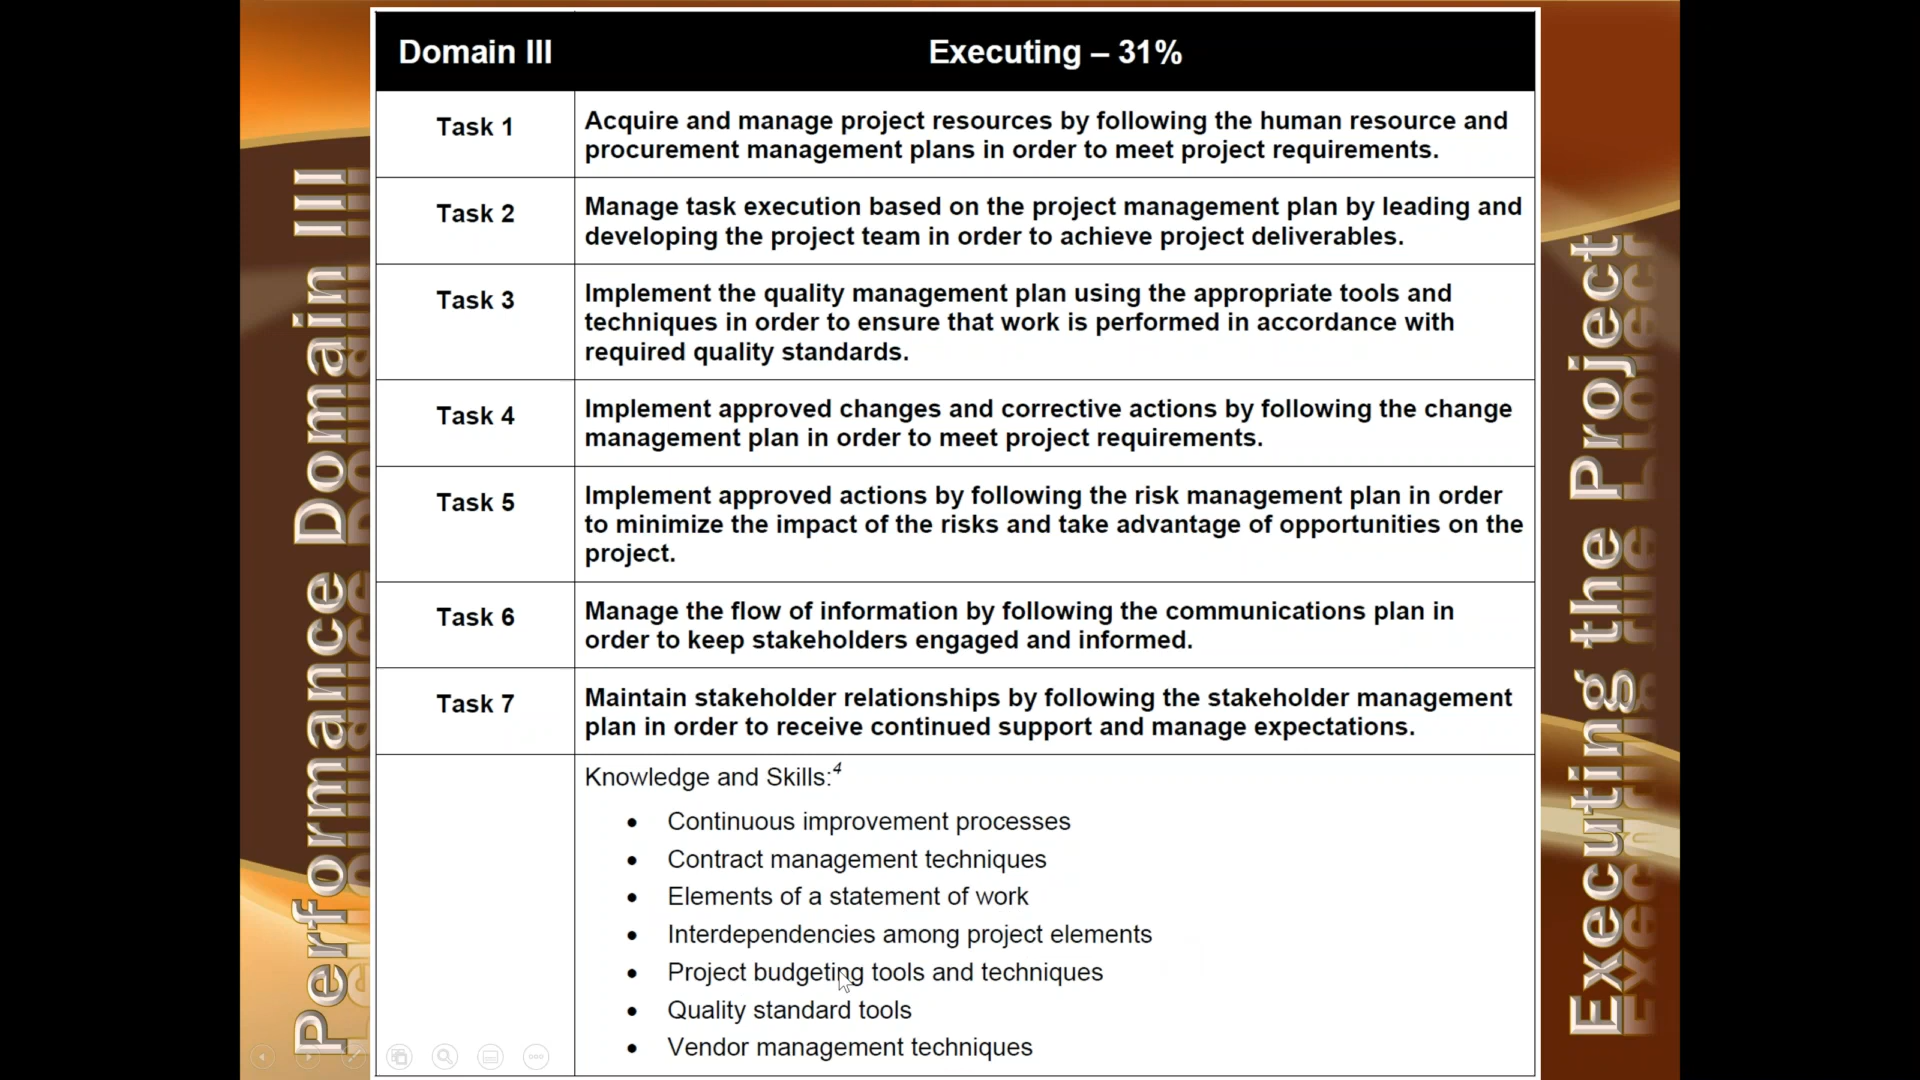 Performance Domain III
Domain III
Executing – 31%
Task 1
Acquire and manage project resources by following the human resource and
procurement management plans in order to meet project requirements.
Task 2
Manage task execution based on the project management plan by leading and
developing the project team in order to achieve project deliverables.
Task 3
Implement the quality management plan using the appropriate tools and
techniques in order to ensure that work is performed in accordance with
required quality standards.
Task 4
Implement approved changes and corrective actions by following the change
management plan in order to meet project requirements.
Task 5
Implement approved actions by following the risk management plan in order
to minimize the impact of the risks and take advantage of opportunities on the
project.
Task 6
Manage the flow of information by following the communications plan in
order to keep stakeholders engaged and informed.
Task 7
Maintain stakeholder relationships by following the stakeholder management
plan in order to receive continued support and manage expectations.
Knowledge and Skills:4
• Continuous improvement processes
• Contract management techniques
• Elements of a statement of work
• Interdependencies among project elements
• Project budgeting tools and techniques
• Quality standard tools
• Vendor management techniques
Executing the Project